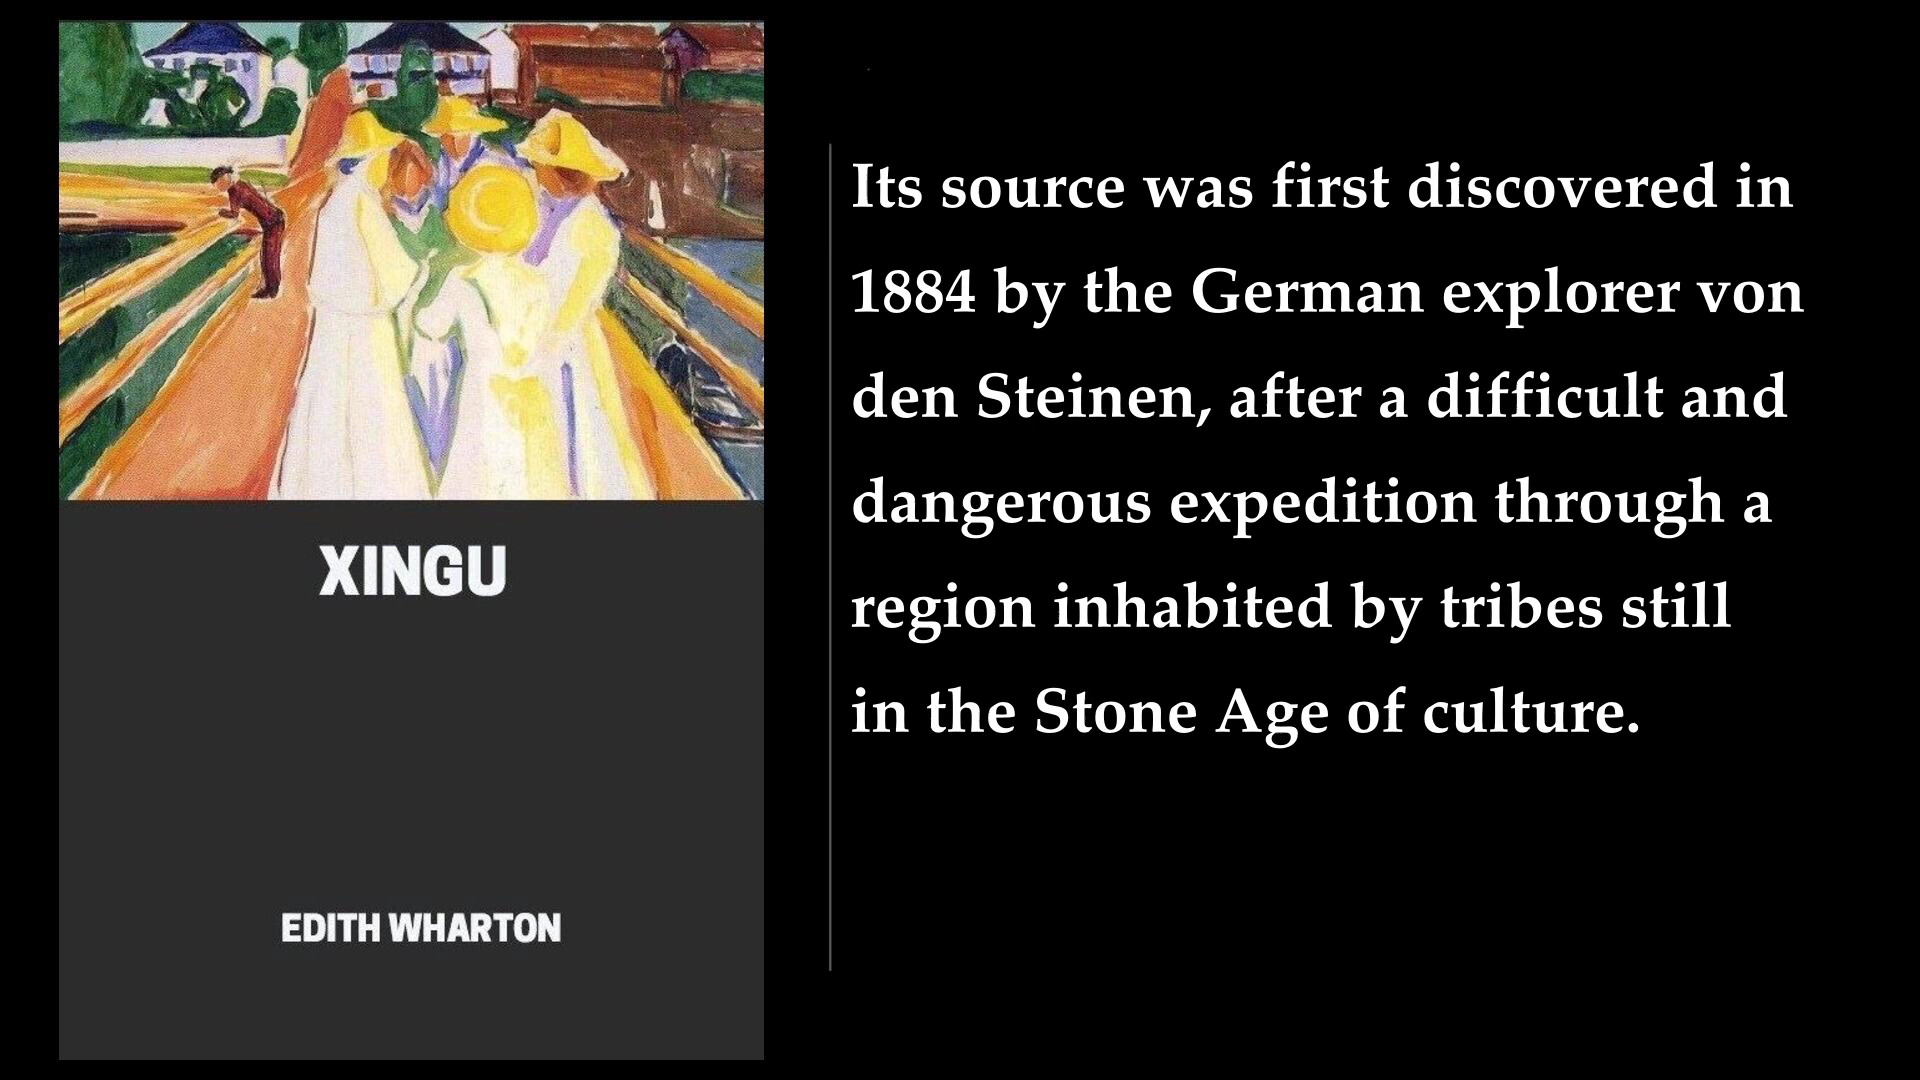 XINGU
EDITH WHARTON
Its source was first discovered in
1884 by the German explorer von
den Steinen, after a difficult and
dangerous expedition through a
region inhabited by tribes still
in the Stone Age of culture.